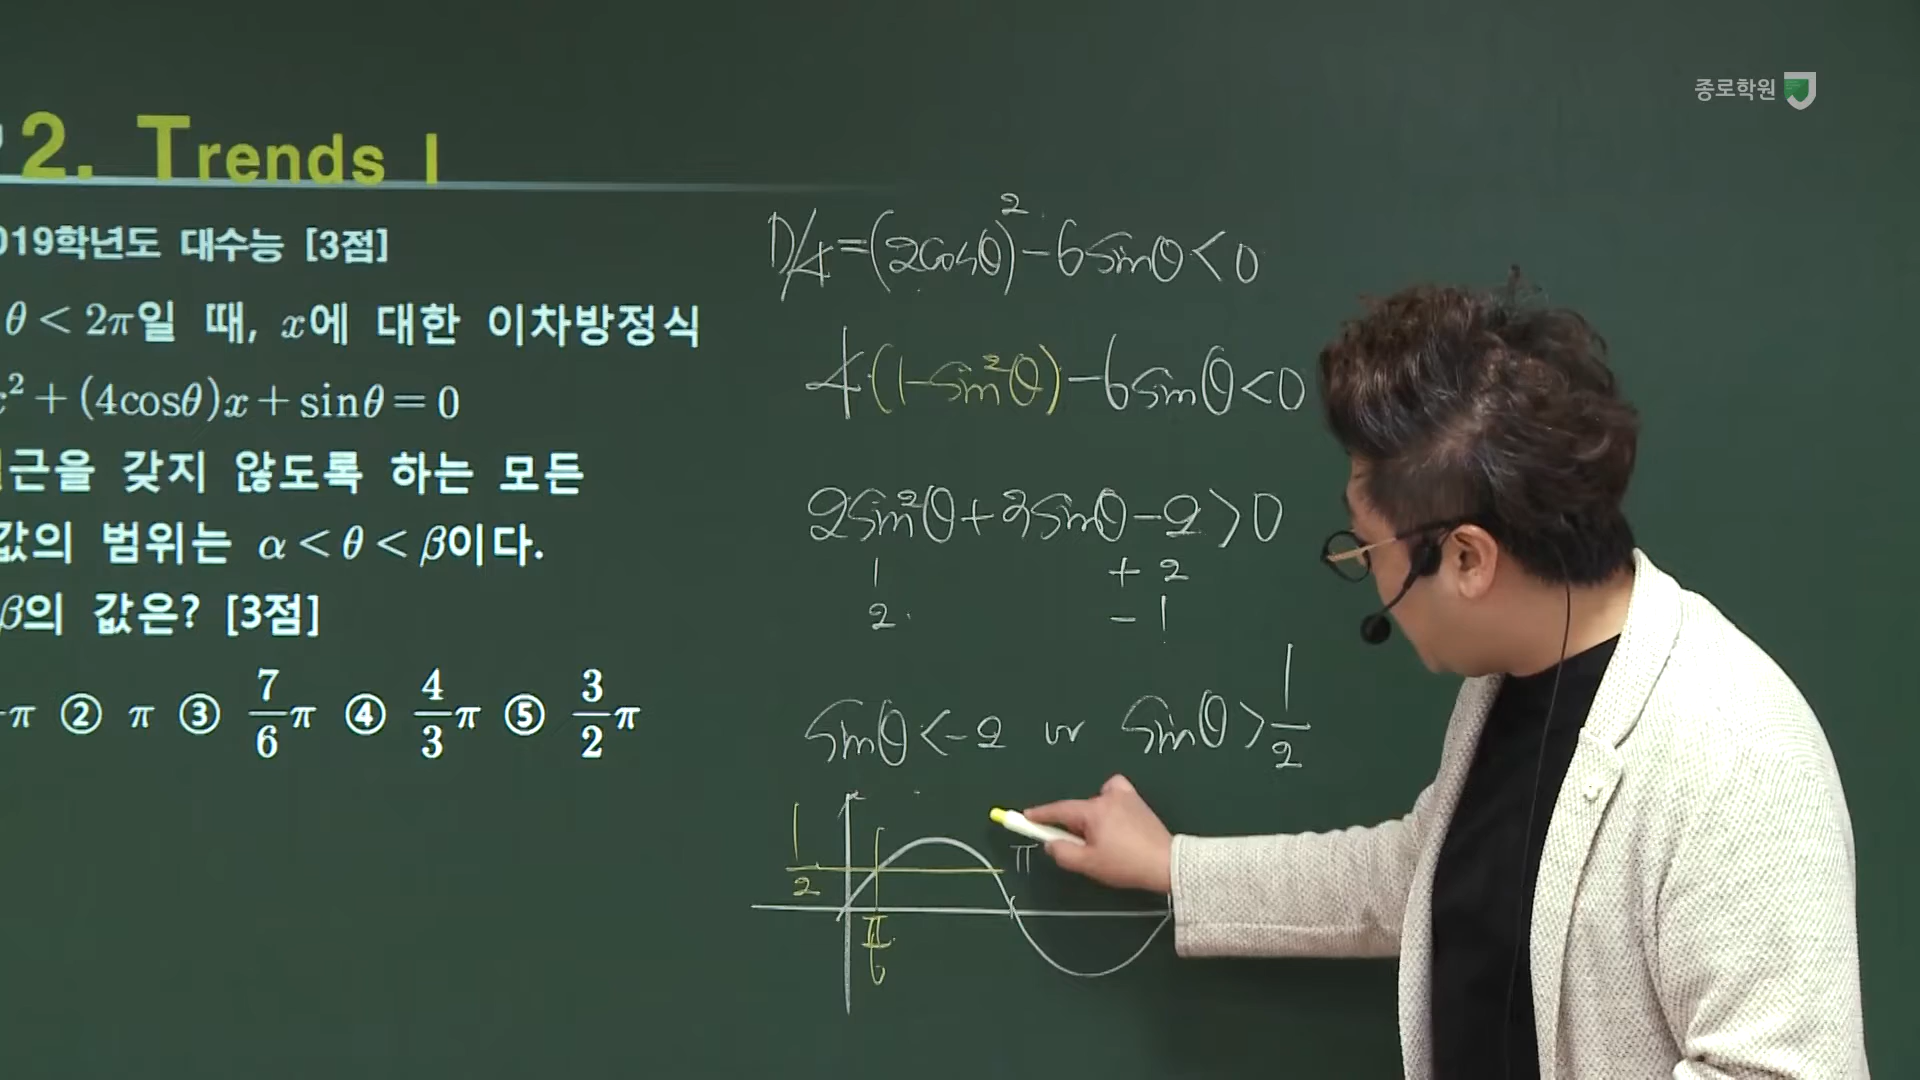 종로학원
2. Trends I
019학년도 대수능 [3점]
θ < 2π일 때, x에 대한 이차방정식
x² + (4cosθ)x + sinθ = 0
근을 갖지 않도록 하는 모든
값의 범위는 α < θ < β이다.
β의 값은? [3점]
π ② π ③ 7/6 π ④ 4/3 π ⑤ 3/2 π
D/4 = (2cosθ)² - 6sinθ < 0
4(1-sin²θ) - 6sinθ < 0
2sin²θ + 3sinθ - 2 > 0
1 + 2
2 - 1
sinθ < -2 or sinθ > 1/2
1/2
π
π/6